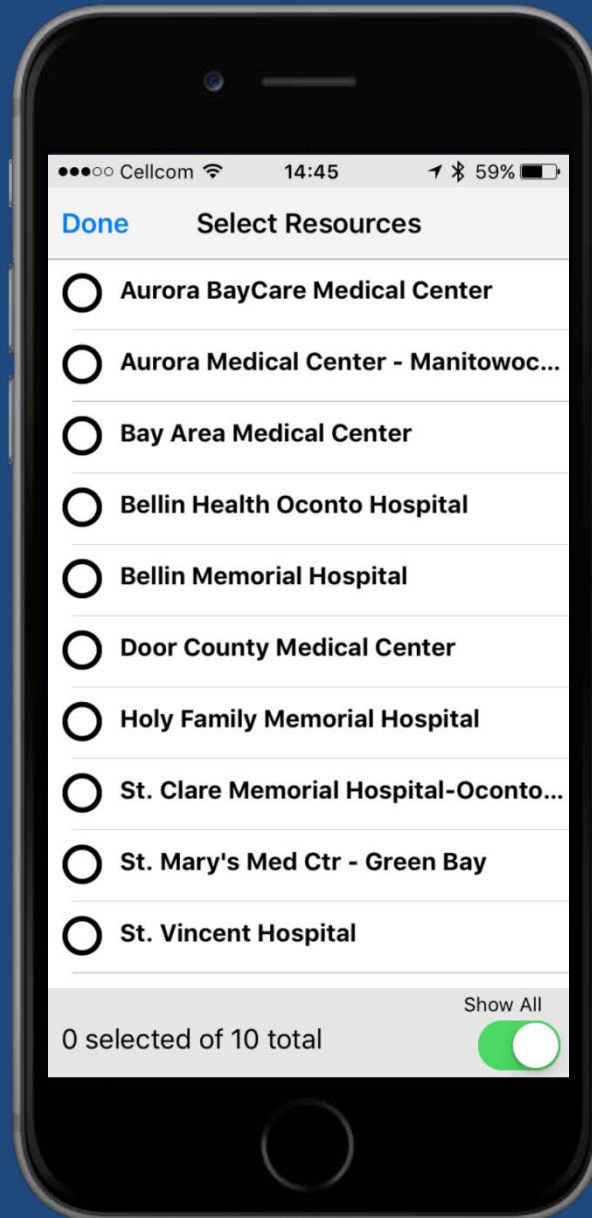 ●●●○○ Cellcom 14:45 59%
Done Select Resources
Aurora BayCare Medical Center
Aurora Medical Center - Manitowoc...
Bay Area Medical Center
Bellin Health Oconto Hospital
Bellin Memorial Hospital
Door County Medical Center
Holy Family Memorial Hospital
St. Clare Memorial Hospital-Oconto...
St. Mary's Med Ctr - Green Bay
St. Vincent Hospital
Show All
0 selected of 10 total